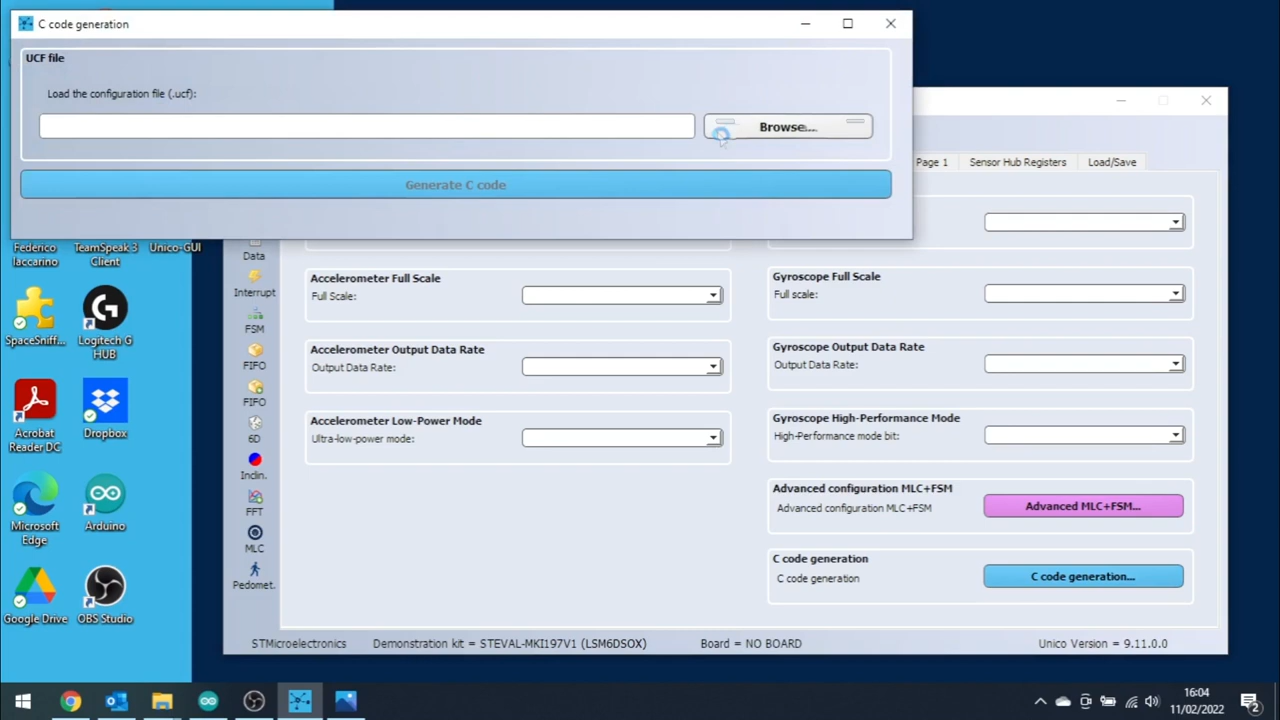 C code generation
UCF file
Load the configuration file (.ucf):
Browse...
Generate C code
Page 1
Sensor Hub Registers
Load/Save
Federico Iaccarino
TeamSpeak 3 Client
Unico-GUI
SpaceSniff...
Logitech G HUB
Acrobat Reader DC
Dropbox
Microsoft Edge
Arduino
Google Drive
OBS Studio
Data
Interrupt
FSM
FIFO
FIFO
6D
Inclin.
FFT
MLC
Pedomet.
Accelerometer Full Scale
Full Scale:
Accelerometer Output Data Rate
Output Data Rate:
Accelerometer Low-Power Mode
Ultra-low-power mode:
Gyroscope Full Scale
Full scale:
Gyroscope Output Data Rate
Output Data Rate:
Gyroscope High-Performance Mode
High-Performance mode bit:
Advanced configuration MLC+FSM
Advanced configuration MLC+FSM
Advanced MLC+FSM...
C code generation
C code generation
C code generation...
STMicroelectronics
Demonstration kit = STEVAL-MKI197V1 (LSM6DSOX)
Board = NO BOARD
Unico Version = 9.11.0.0
16:04
11/02/2022
2